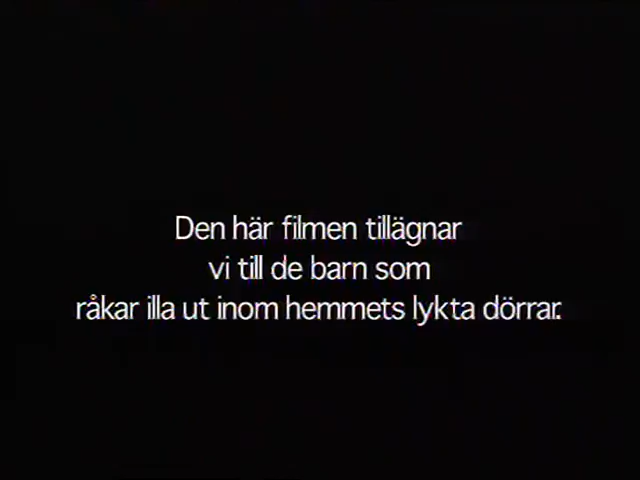 Den här filmen tillägnar
vi till de barn som
råkar illa ut inom hemmets lykta dörrar.